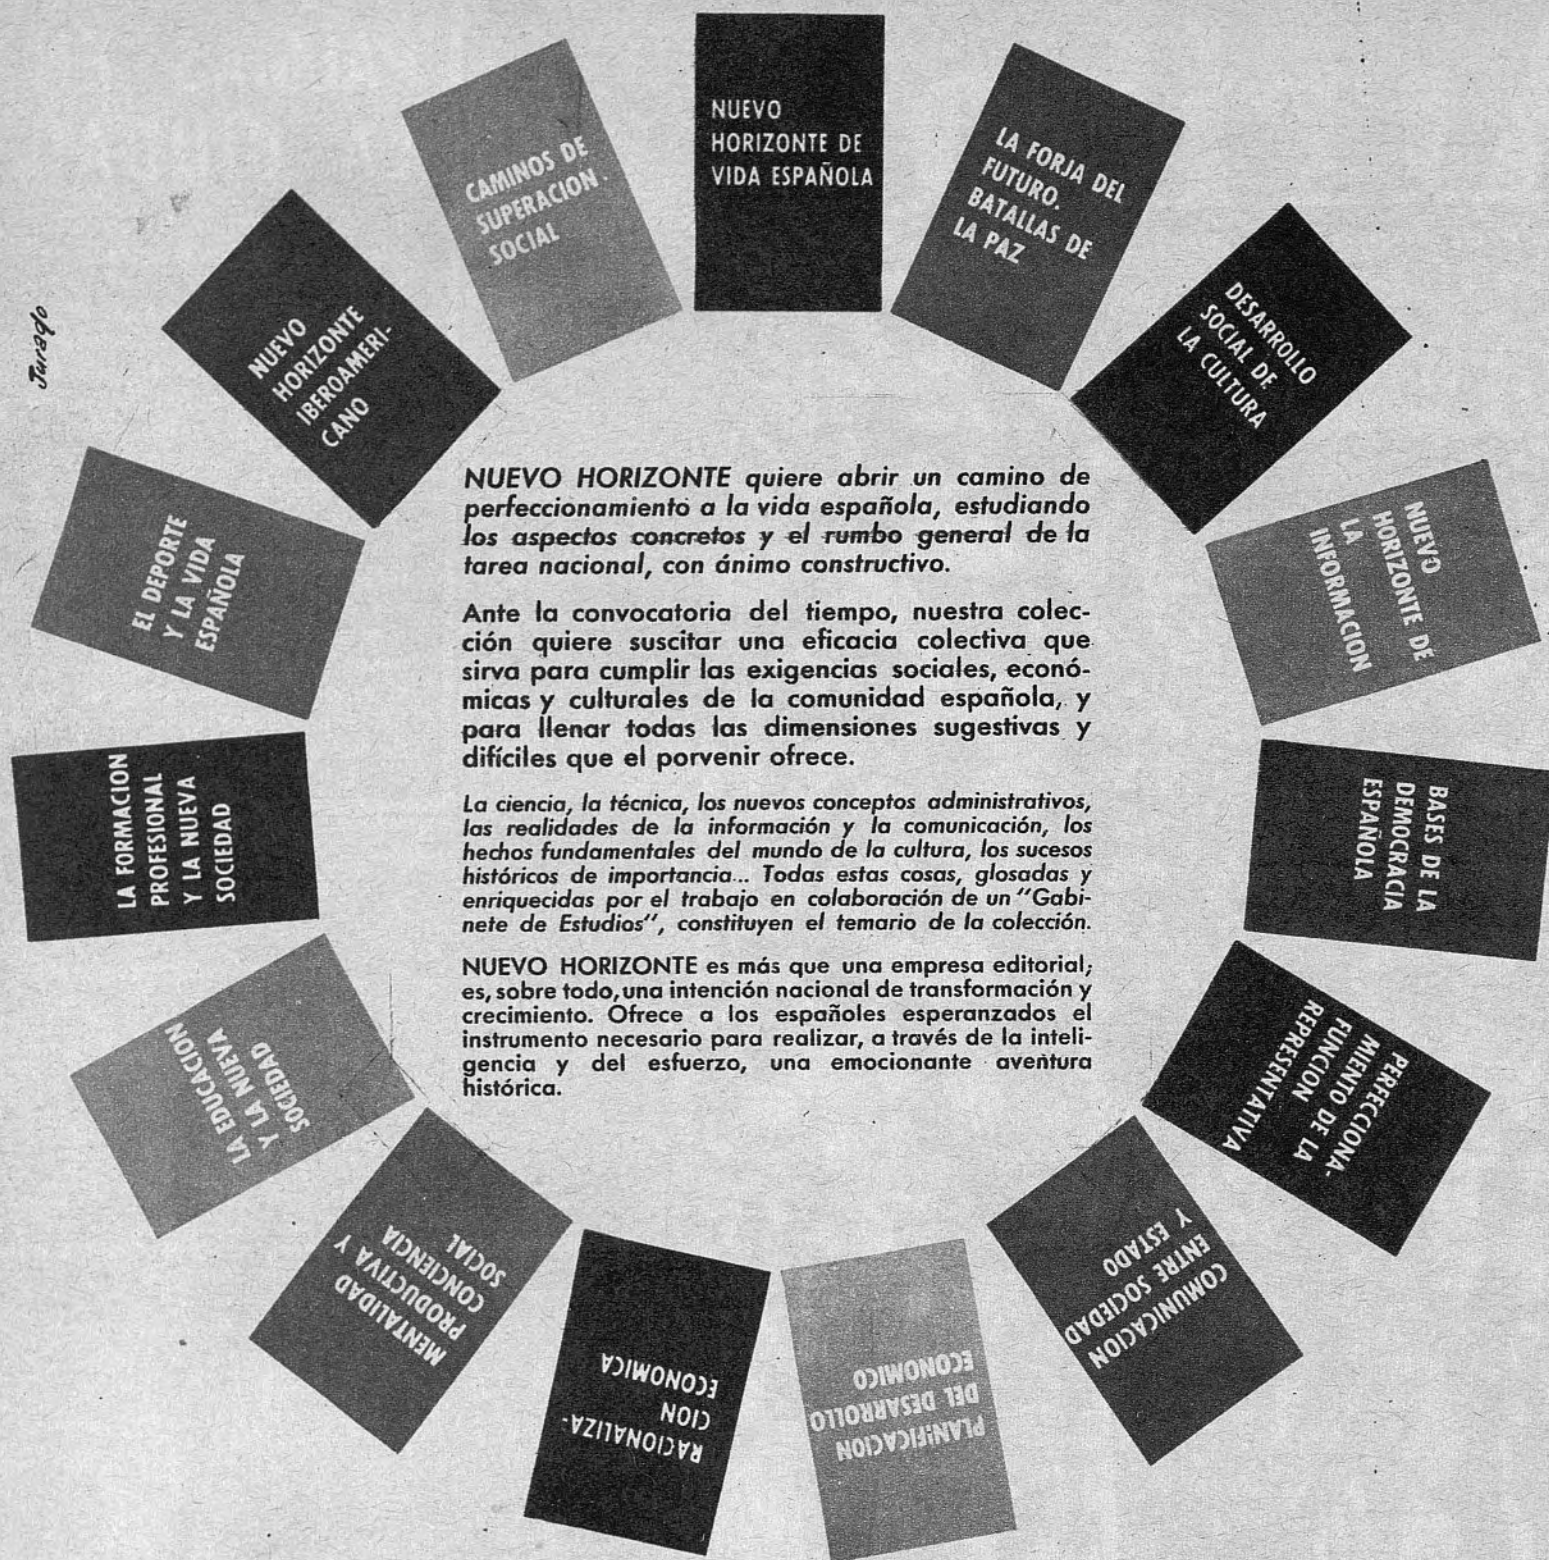 NUEVO
HORIZONTE DE
VIDA ESPAÑOLA
LA FORJA DEL
FUTURO.
BATALLAS DE
LA PAZ
DESARROLLO
SOCIAL DE
LA CULTURA
NUEVO
HORIZONTE DE
LA
INFORMACION
BASES DE LA
DEMOCRACIA
ESPAÑOLA
PERFECCIONA-
MIENTO DE LA
FUNCION
REPRESENTATIVA
COMUNICACION
ENTRE SOCIEDAD
Y ESTADO
PLANIFICACION
DEL DESARROLLO
ECONOMICO
RACIONALIZA-
CION
ECONOMICA
MENTALIDAD
PRODUCTIVA Y
CONCIENCIA
SOCIAL
LA EDUCACION
Y LA NUEVA
SOCIEDAD
LA FORMACION
PROFESIONAL
Y LA NUEVA
SOCIEDAD
EL DEPORTE
Y LA VIDA
ESPAÑOLA
NUEVO
HORIZONTE
IBEROAMERI-
CANO
CAMINOS DE
SUPERACION
SOCIAL
Jurado
NUEVO HORIZONTE quiere abrir un camino de
perfeccionamiento a la vida española, estudiando
los aspectos concretos y el rumbo general de la
tarea nacional, con ánimo constructivo.
Ante la convocatoria del tiempo, nuestra colec-
ción quiere suscitar una eficacia colectiva que
sirva para cumplir las exigencias sociales, econó-
micas y culturales de la comunidad española, y
para llenar todas las dimensiones sugestivas y
difíciles que el porvenir ofrece.
La ciencia, la técnica, los nuevos conceptos administrativos,
las realidades de la información y la comunicación, los
hechos fundamentales del mundo de la cultura, los sucesos
históricos de importancia... Todas estas cosas, glosadas y
enriquecidas por el trabajo en colaboración de un "Gabi-
nete de Estudios", constituyen el temario de la colección.
NUEVO HORIZONTE es más que una empresa editorial;
es, sobre todo, una intención nacional de transformación y
crecimiento. Ofrece a los españoles esperanzados el
instrumento necesario para realizar, a través de la inteli-
gencia y del esfuerzo, una emocionante aventura
histórica.